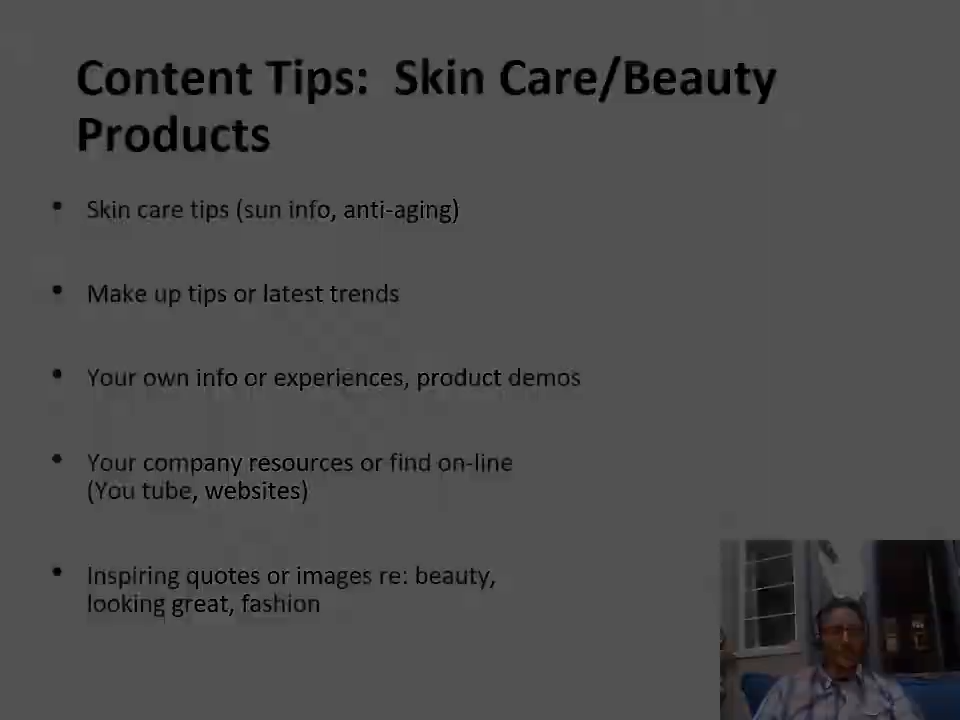 Content Tips:  Skin Care/Beauty
Products
• Skin care tips (sun info, anti-aging)
• Make up tips or latest trends
• Your own info or experiences, product demos
• Your company resources or find on-line
(You tube, websites)
• Inspiring quotes or images re: beauty,
looking great, fashion